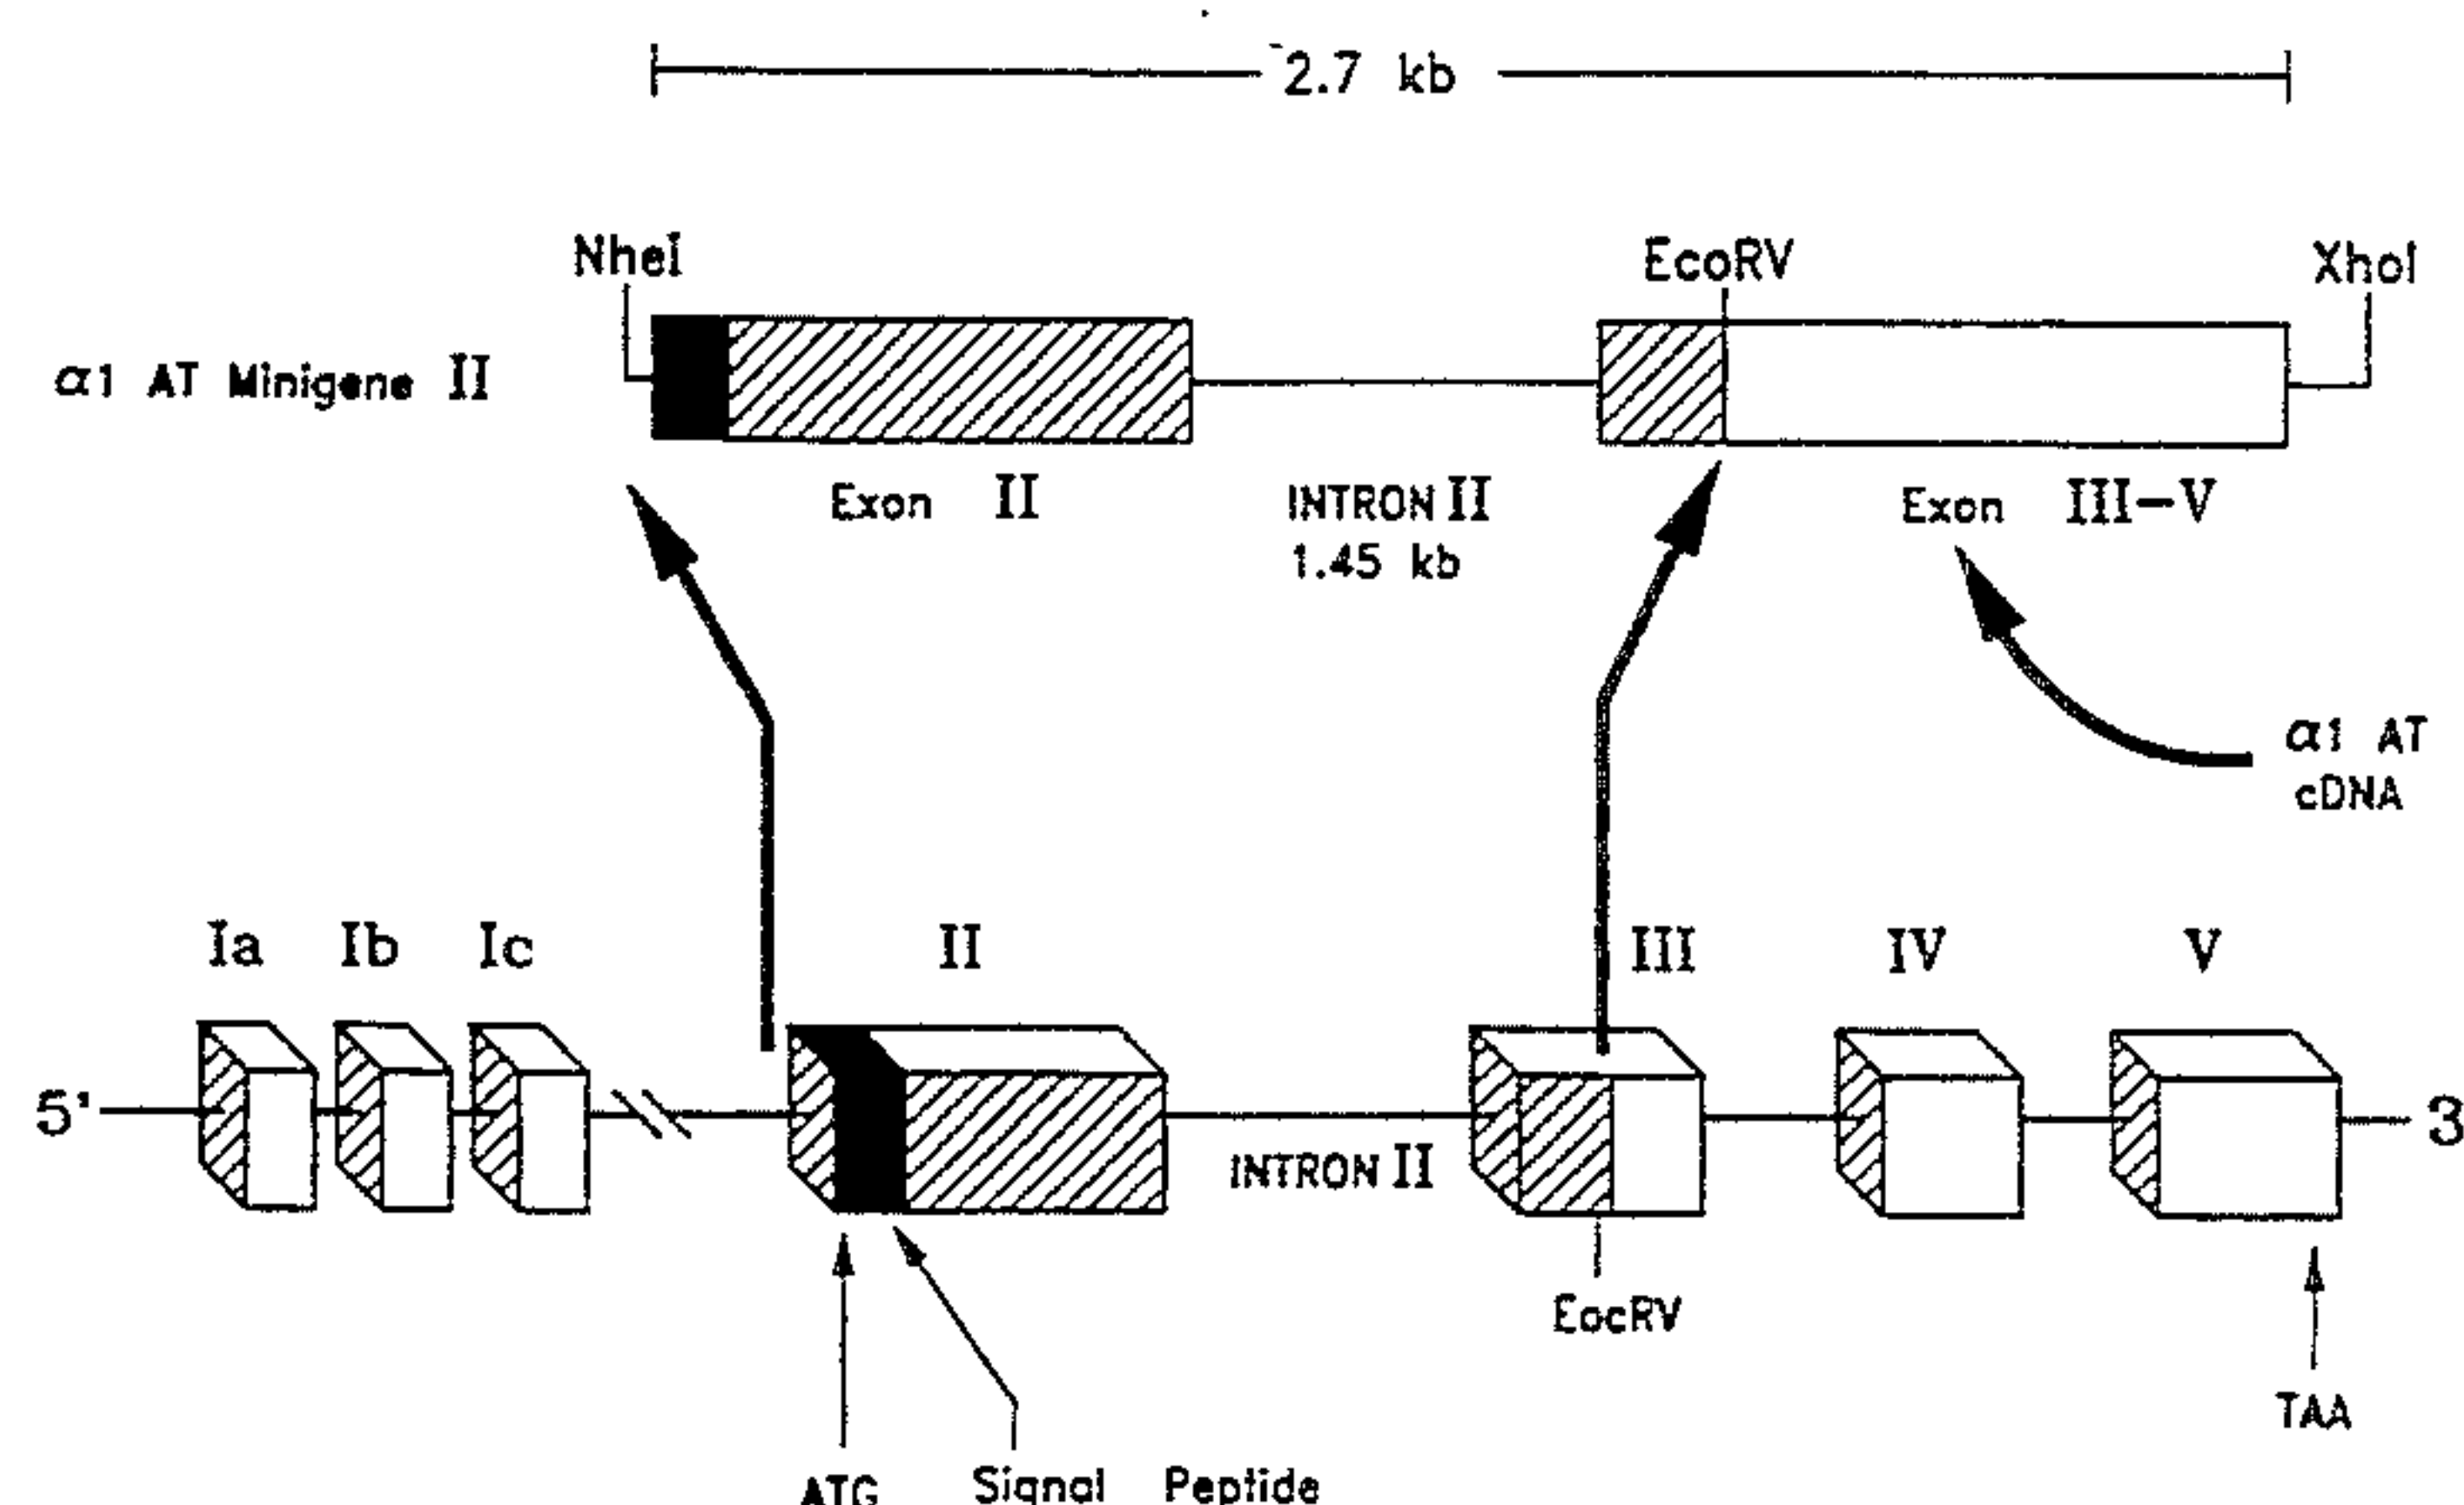 2.7 kb
NheI
EcoRV
XhoI
α1 AT Minigene II
Exon II
INTRON II
1.45 kb
Exon III-V
α1 AT
cDNA
Ia Ib Ic II III IV V
5' 3
INTRON II
EocRV
TAA
ATG
Signal Peptide